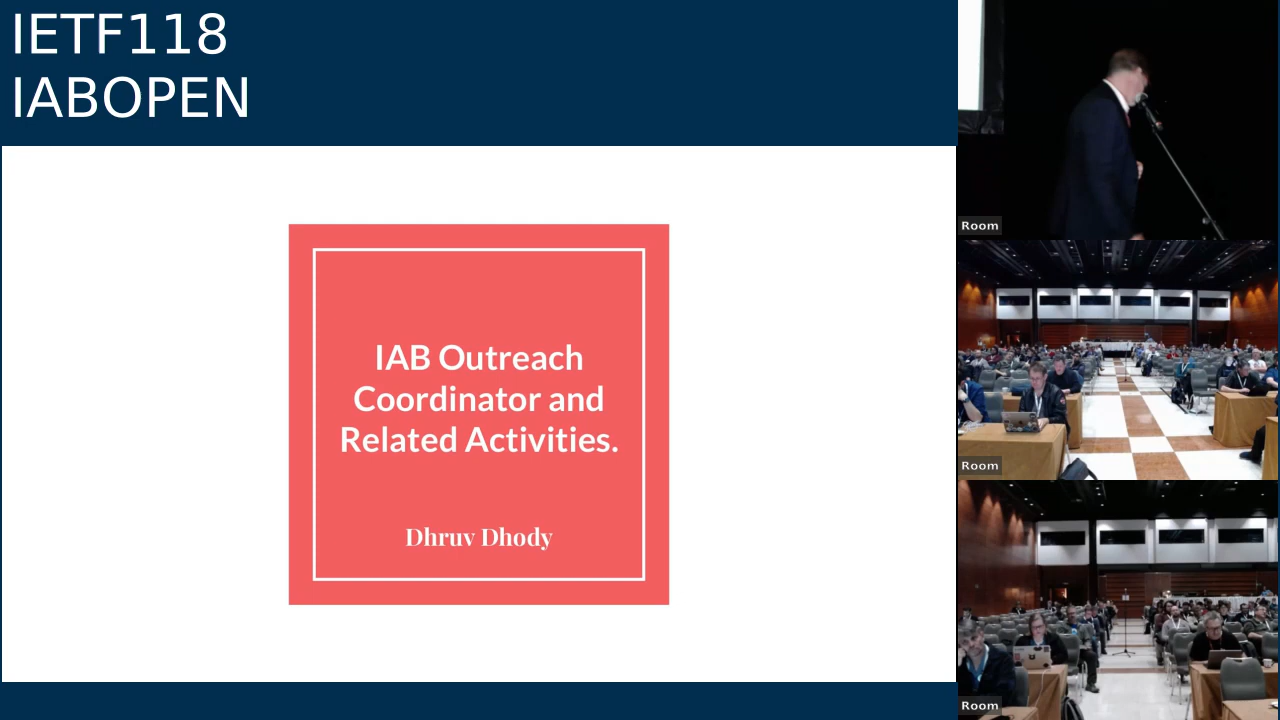 IETF118
IABOPEN
IAB Outreach
Coordinator and
Related Activities.
Dhruv Dhody
Room
Room
Room